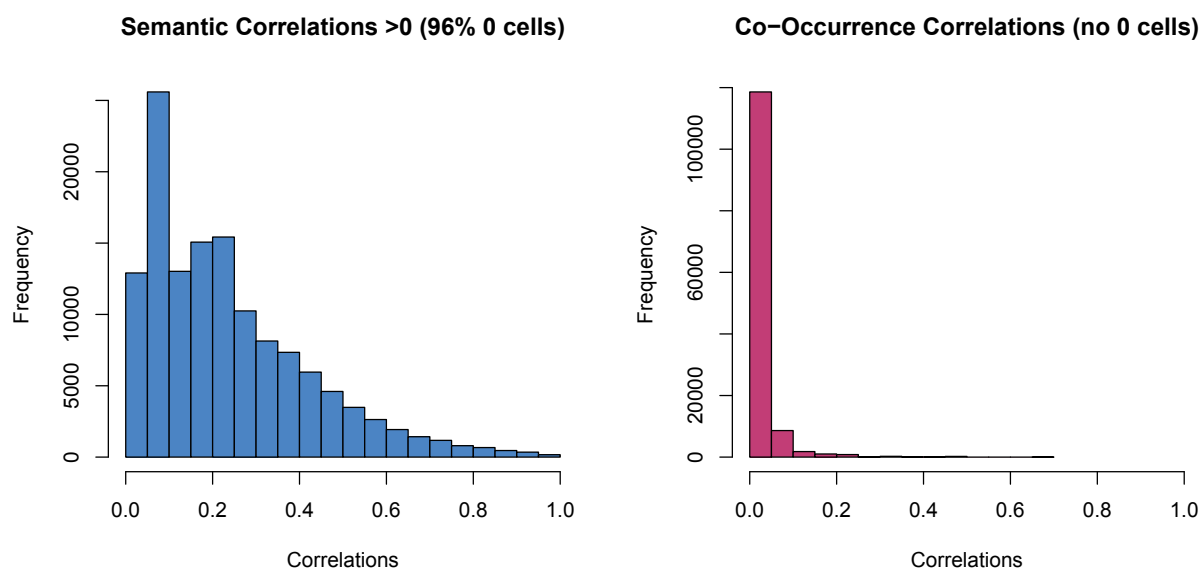 Semantic Correlations >0 (96% 0 cells)
Frequency
20000
10000
5000
0
0.0 0.2 0.4 0.6 0.8 1.0
Correlations
Co−Occurrence Correlations (no 0 cells)
Frequency
100000
60000
20000
0
0.0 0.2 0.4 0.6 0.8 1.0
Correlations